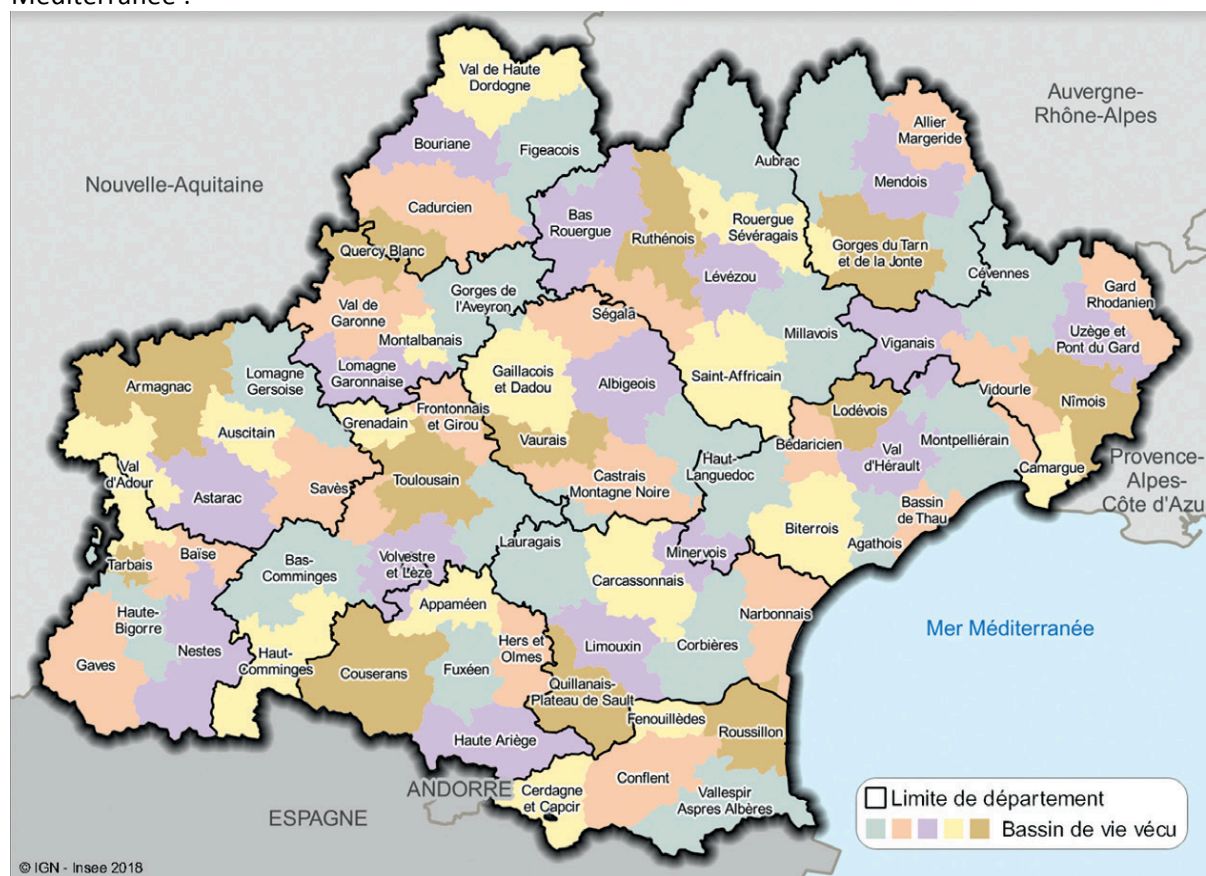 Méditerranée :
Val de Haute
Dordogne
Auvergne-
Rhône-Alpes
Allier
Margeride
Bouriane
Figeacois
Aubrac
Mendois
Nouvelle-Aquitaine
Cadurcien
Bas
Rouergue
Ruthénois
Rouergue
Sévéragais
Quercy Blanc
Gorges du Tarn
et de la Jonte
Lévézou
Cévennes
Gard
Rhodanien
Gorges de
l'Aveyron
Val de
Garonne
Ségala
Montalbanais
Millavois
Uzège et
Pont du Gard
Viganais
Lomagne
Garonnaise
Lomagne
Gersoise
Armagnac
Gaillacois
et Dadou
Albigeois
Saint-Affricain
Vidourle
Nîmois
Frontonnais
et Girou
Grenadain
Auscitain
Vaurais
Lodévois
Bédaricien
Val
d'Hérault
Montpelliérain
Camargue
Provence-
Alpes-
Côte d'Azu
Val
d'Adour
Astarac
Savès
Toulousain
Castrais
Montagne Noire
Haut-
Languedoc
Bassin
de Thau
Biterrois
Agathois
Lauragais
Minervois
Tarbais
Baïse
Bas-
Comminges
Volvestre
et Lèze
Carcassonnais
Appaméen
Narbonnais
Haute-
Bigorre
Nestes
Gaves
Haut-
Comminges
Couserans
Fuxéen
Hers et
Olmes
Limouxin
Corbières
Mer Méditerranée
Quillanais-
Plateau de Sault
Fenouillèdes
Roussillon
Haute Ariège
Conflent
ANDORRE
Cerdagne
et Capcir
Vallespir
Aspres Albères
ESPAGNE
Limite de département
Bassin de vie vécu
© IGN - Insee 2018